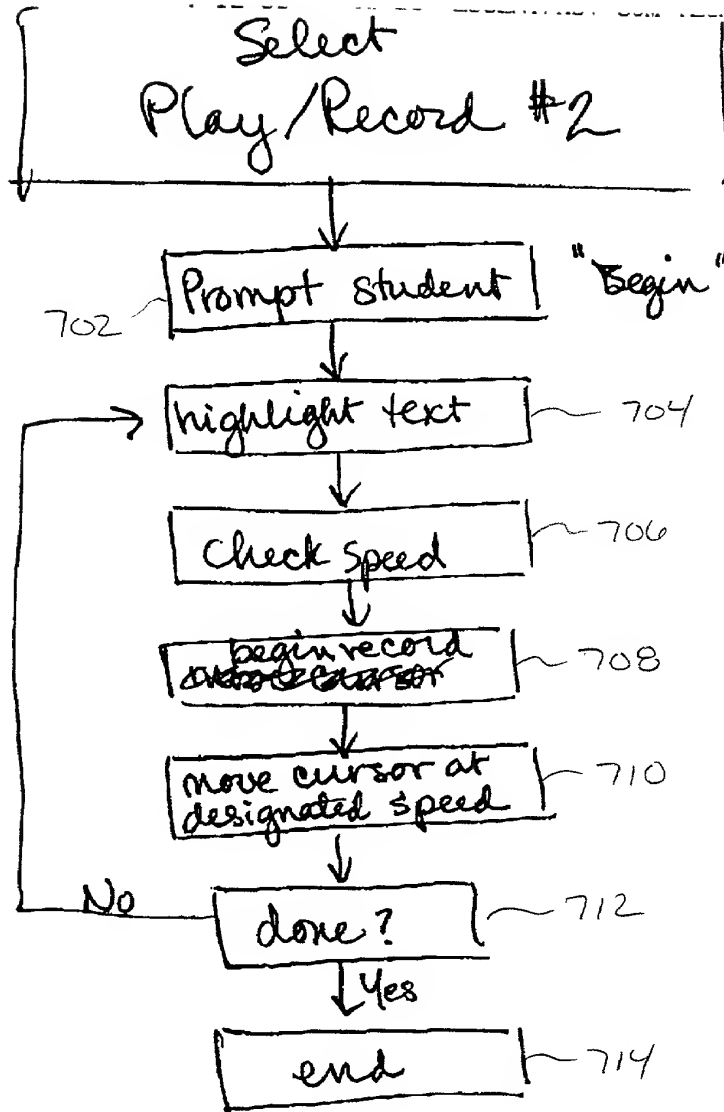 Select
Play/Record #2
Prompt student
"Begin"
702
highlight text
704
Check speed
706
begin record
708
move cursor at
designated speed
710
No
done?
712
Yes
end
714